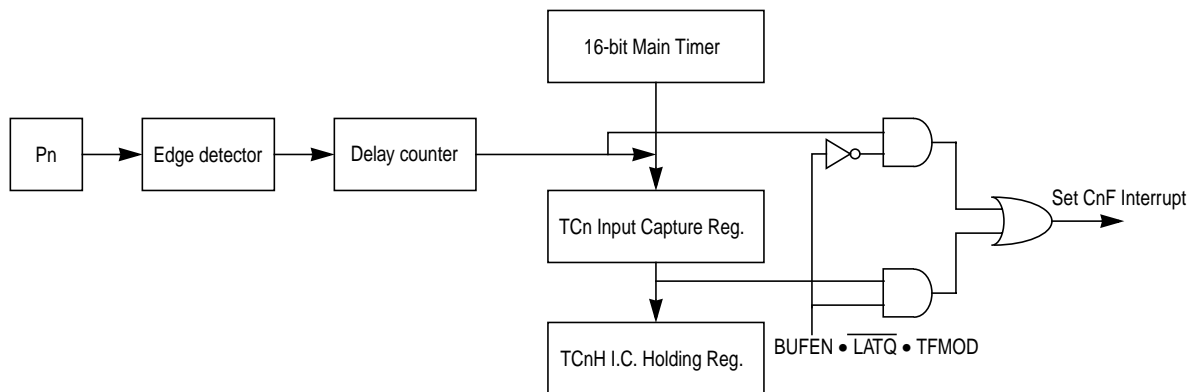 16-bit Main Timer
Pn
Edge detector
Delay counter
TCn Input Capture Reg.
Set CnF Interrupt
TCnH I.C. Holding Reg.
BUFEN • L̅A̅T̅Q̅ • TFMOD